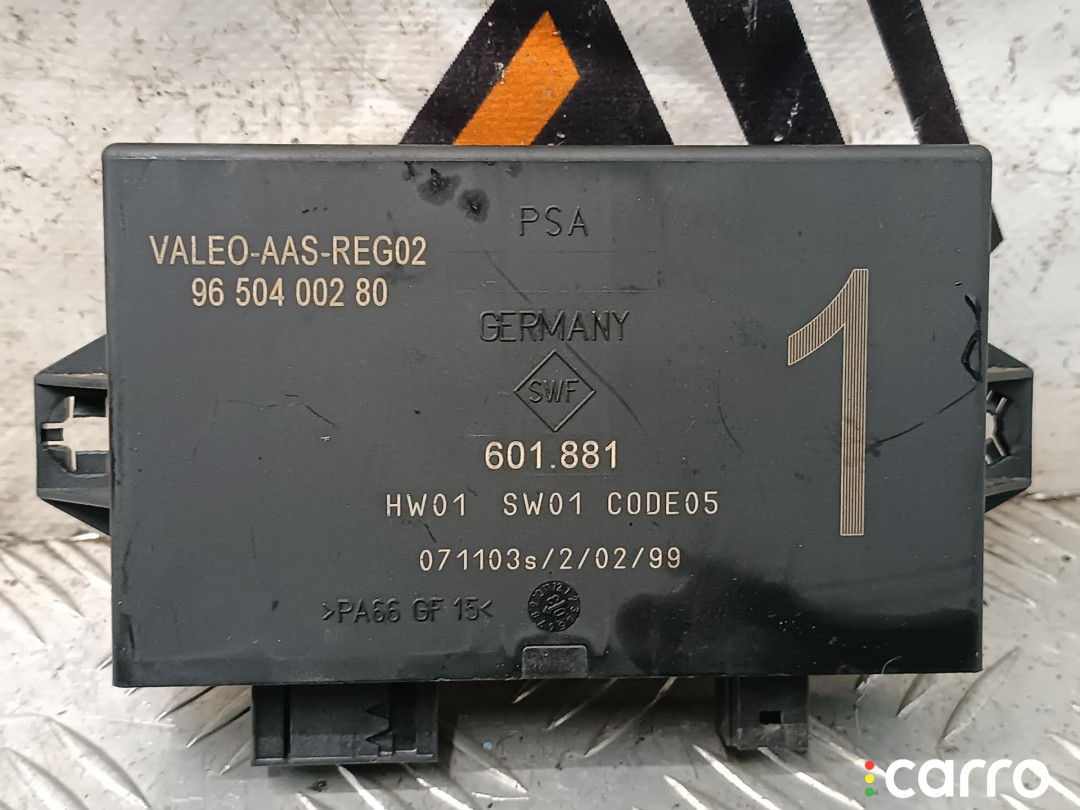 PSA
VALEO-AAS-REG02
96 504 002 80
GERMANY
SWF
1
601.881
HW01 SW01 CODE05
071103s/2/02/99
>PA66 GF 15<
carro